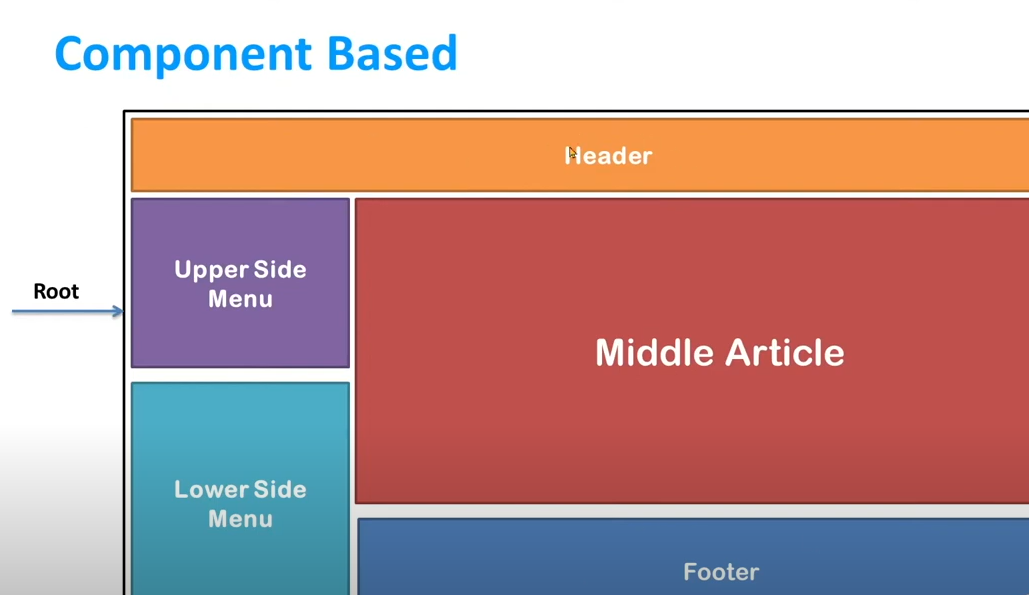 Component Based
Header
Upper Side
Menu
Root
Middle Article
Lower Side
Menu
Footer